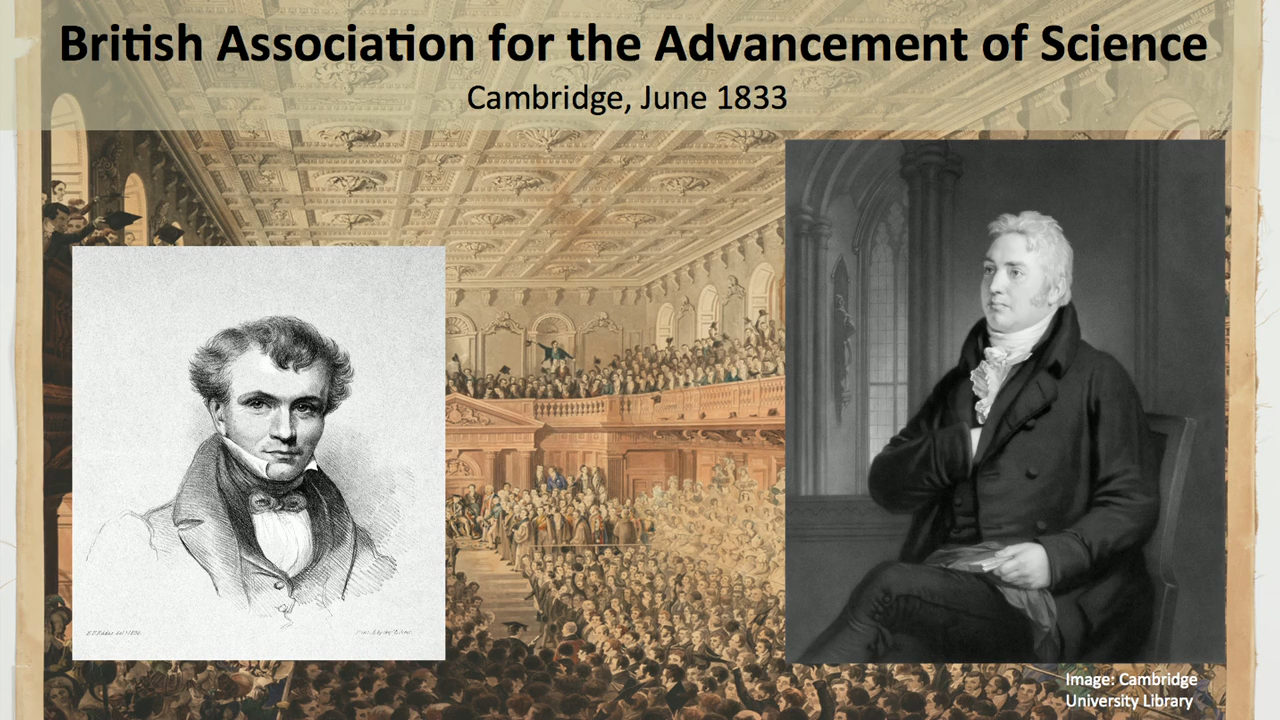 British Association for the Advancement of Science
Cambridge, June 1833
Image: Cambridge
University Library